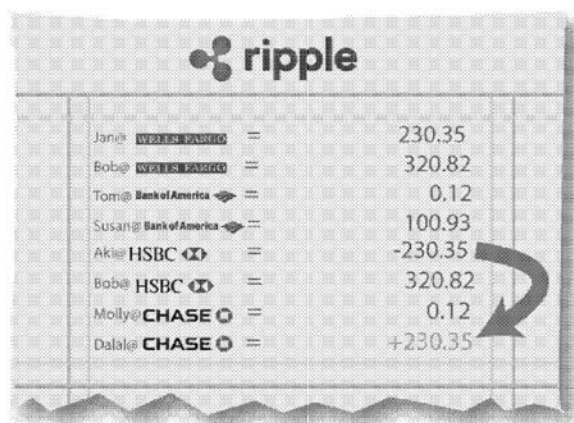 ripple
Jan@ WELLS FARGO = 230.35
Bob@ WELLS FARGO = 320.82
Tom@ Bank of America = 0.12
Susan@ Bank of America = 100.93
Aki@ HSBC = -230.35
Bob@ HSBC = 320.82
Molly@ CHASE = 0.12
Dalal@ CHASE = +230.35